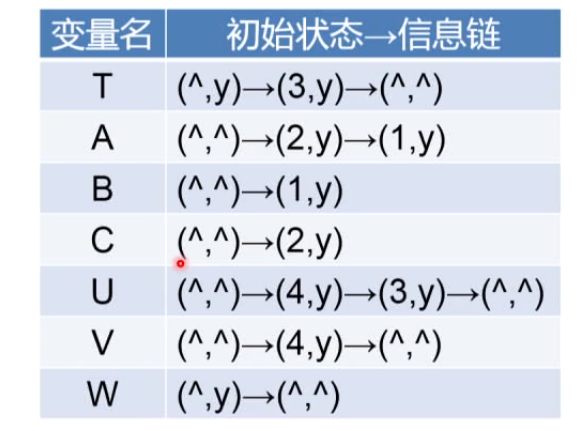 变量名 初始状态→信息链
T (^,y)→(3,y)→(^,^)
A (^,^)→(2,y)→(1,y)
B (^,^)→(1,y)
C (^,^)→(2,y)
U (^,^)→(4,y)→(3,y)→(^,^)
V (^,^)→(4,y)→(^,^)
W (^,y)→(^,^)